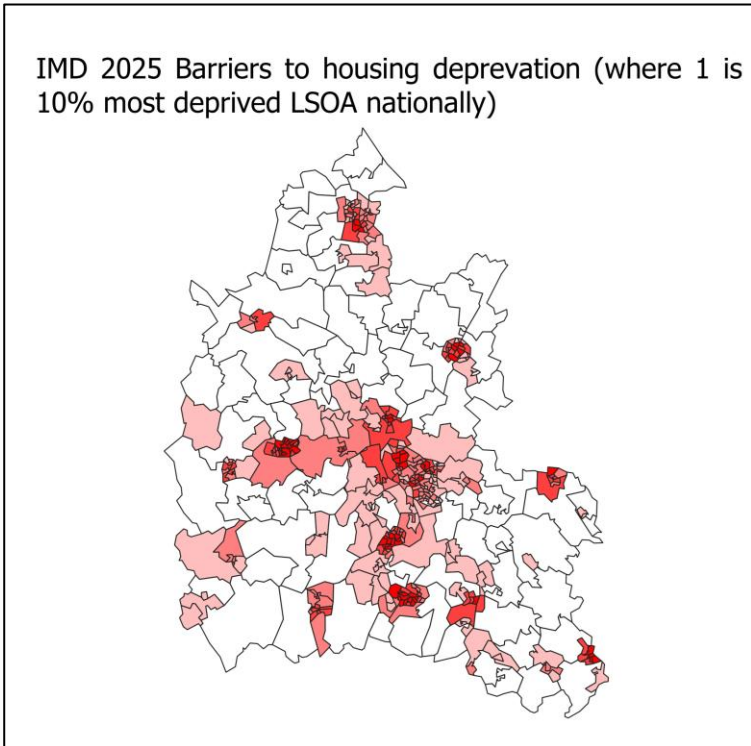 IMD 2025 Barriers to housing deprevation (where 1 is
10% most deprived LSOA nationally)